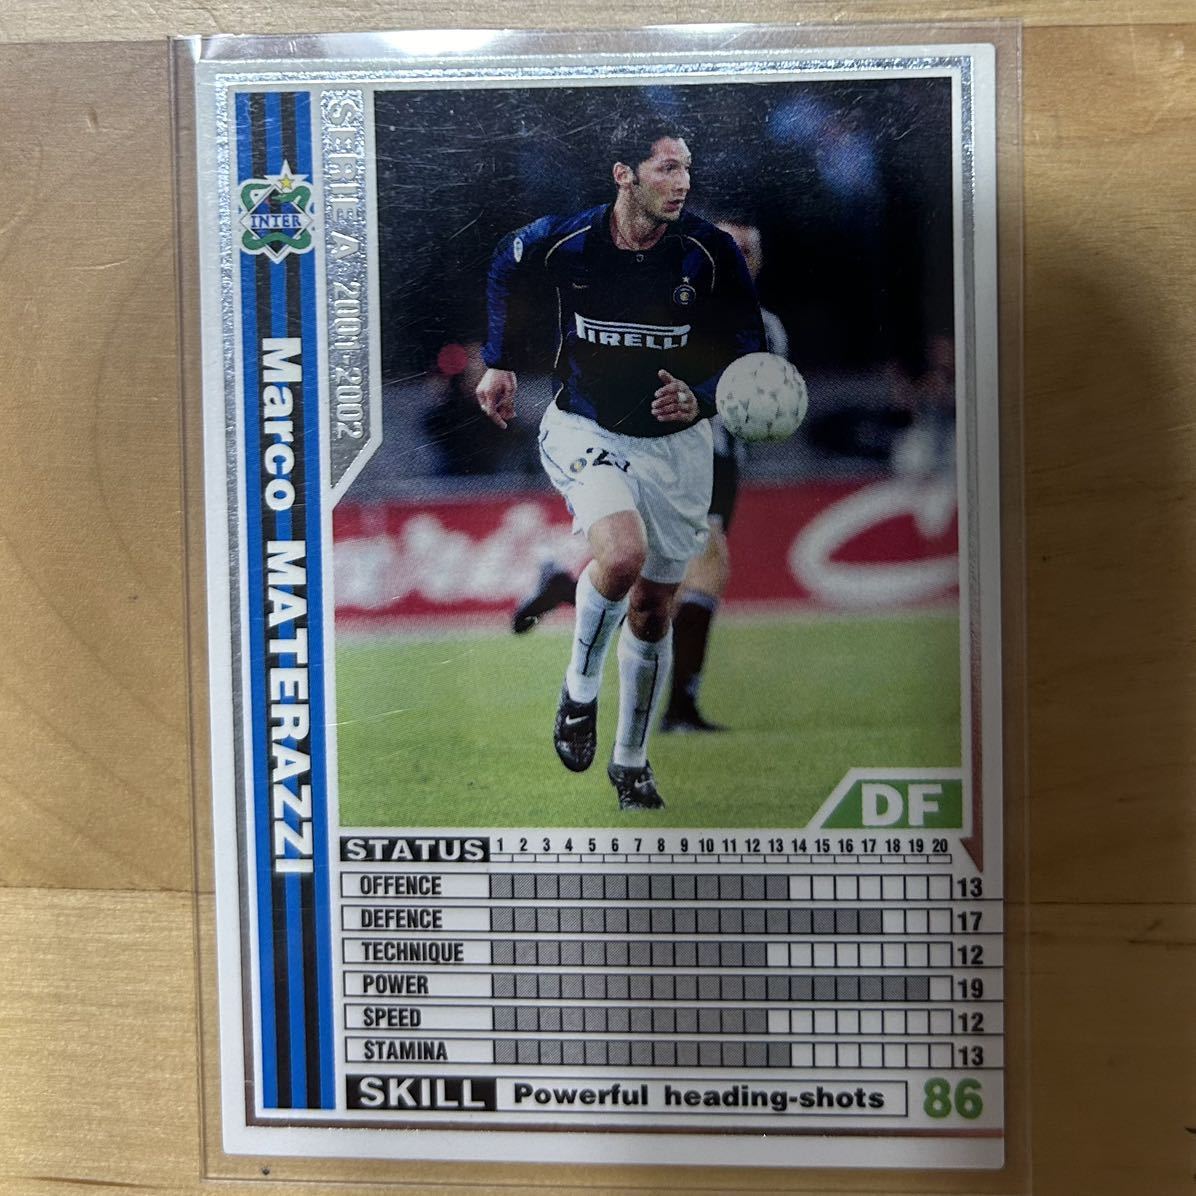 SERIE A 2001-2002
INTER
Marco MATERAZZI
PIRELLI
DF
STATUS 1 2 3 4 5 6 7 8 9 10 11 12 13 14 15 16 17 18 19 20
OFFENCE 13
DEFENCE 17
TECHNIQUE 12
POWER 19
SPEED 12
STAMINA 13
SKILL Powerful heading-shots 86